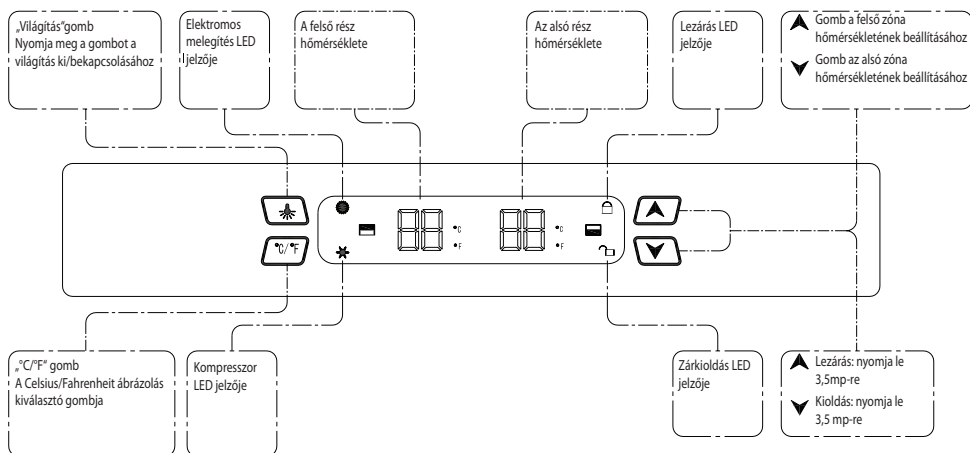 „Világítás"gomb
Nyomja meg a gombot a
világítás ki/bekapcsolásához
Elektromos
melegítés LED
jelzője
A felső rész
hőmérséklete
Az alsó rész
hőmérséklete
Lezárás LED
jelzője
Gomb a felső zóna
hőmérsékletének beállításához
Gomb az alsó zóna
hőmérsékletének beállításához
°C/°F
88
°C
°F
88
°C
°F
„°C/°F" gomb
A Celsius/Fahrenheit ábrázolás
kiválasztó gombja
Kompresszor
LED jelzője
Zárkioldás LED
jelzője
Lezárás: nyomja le
3,5mp-re
Kioldás: nyomja le
3,5 mp-re